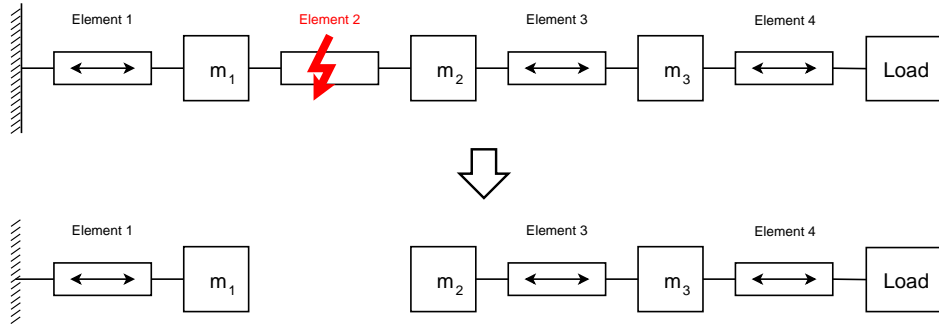 Element 1
Element 2
Element 3
Element 4
m1
m2
m3
Load
Element 1
Element 3
Element 4
m1
m2
m3
Load